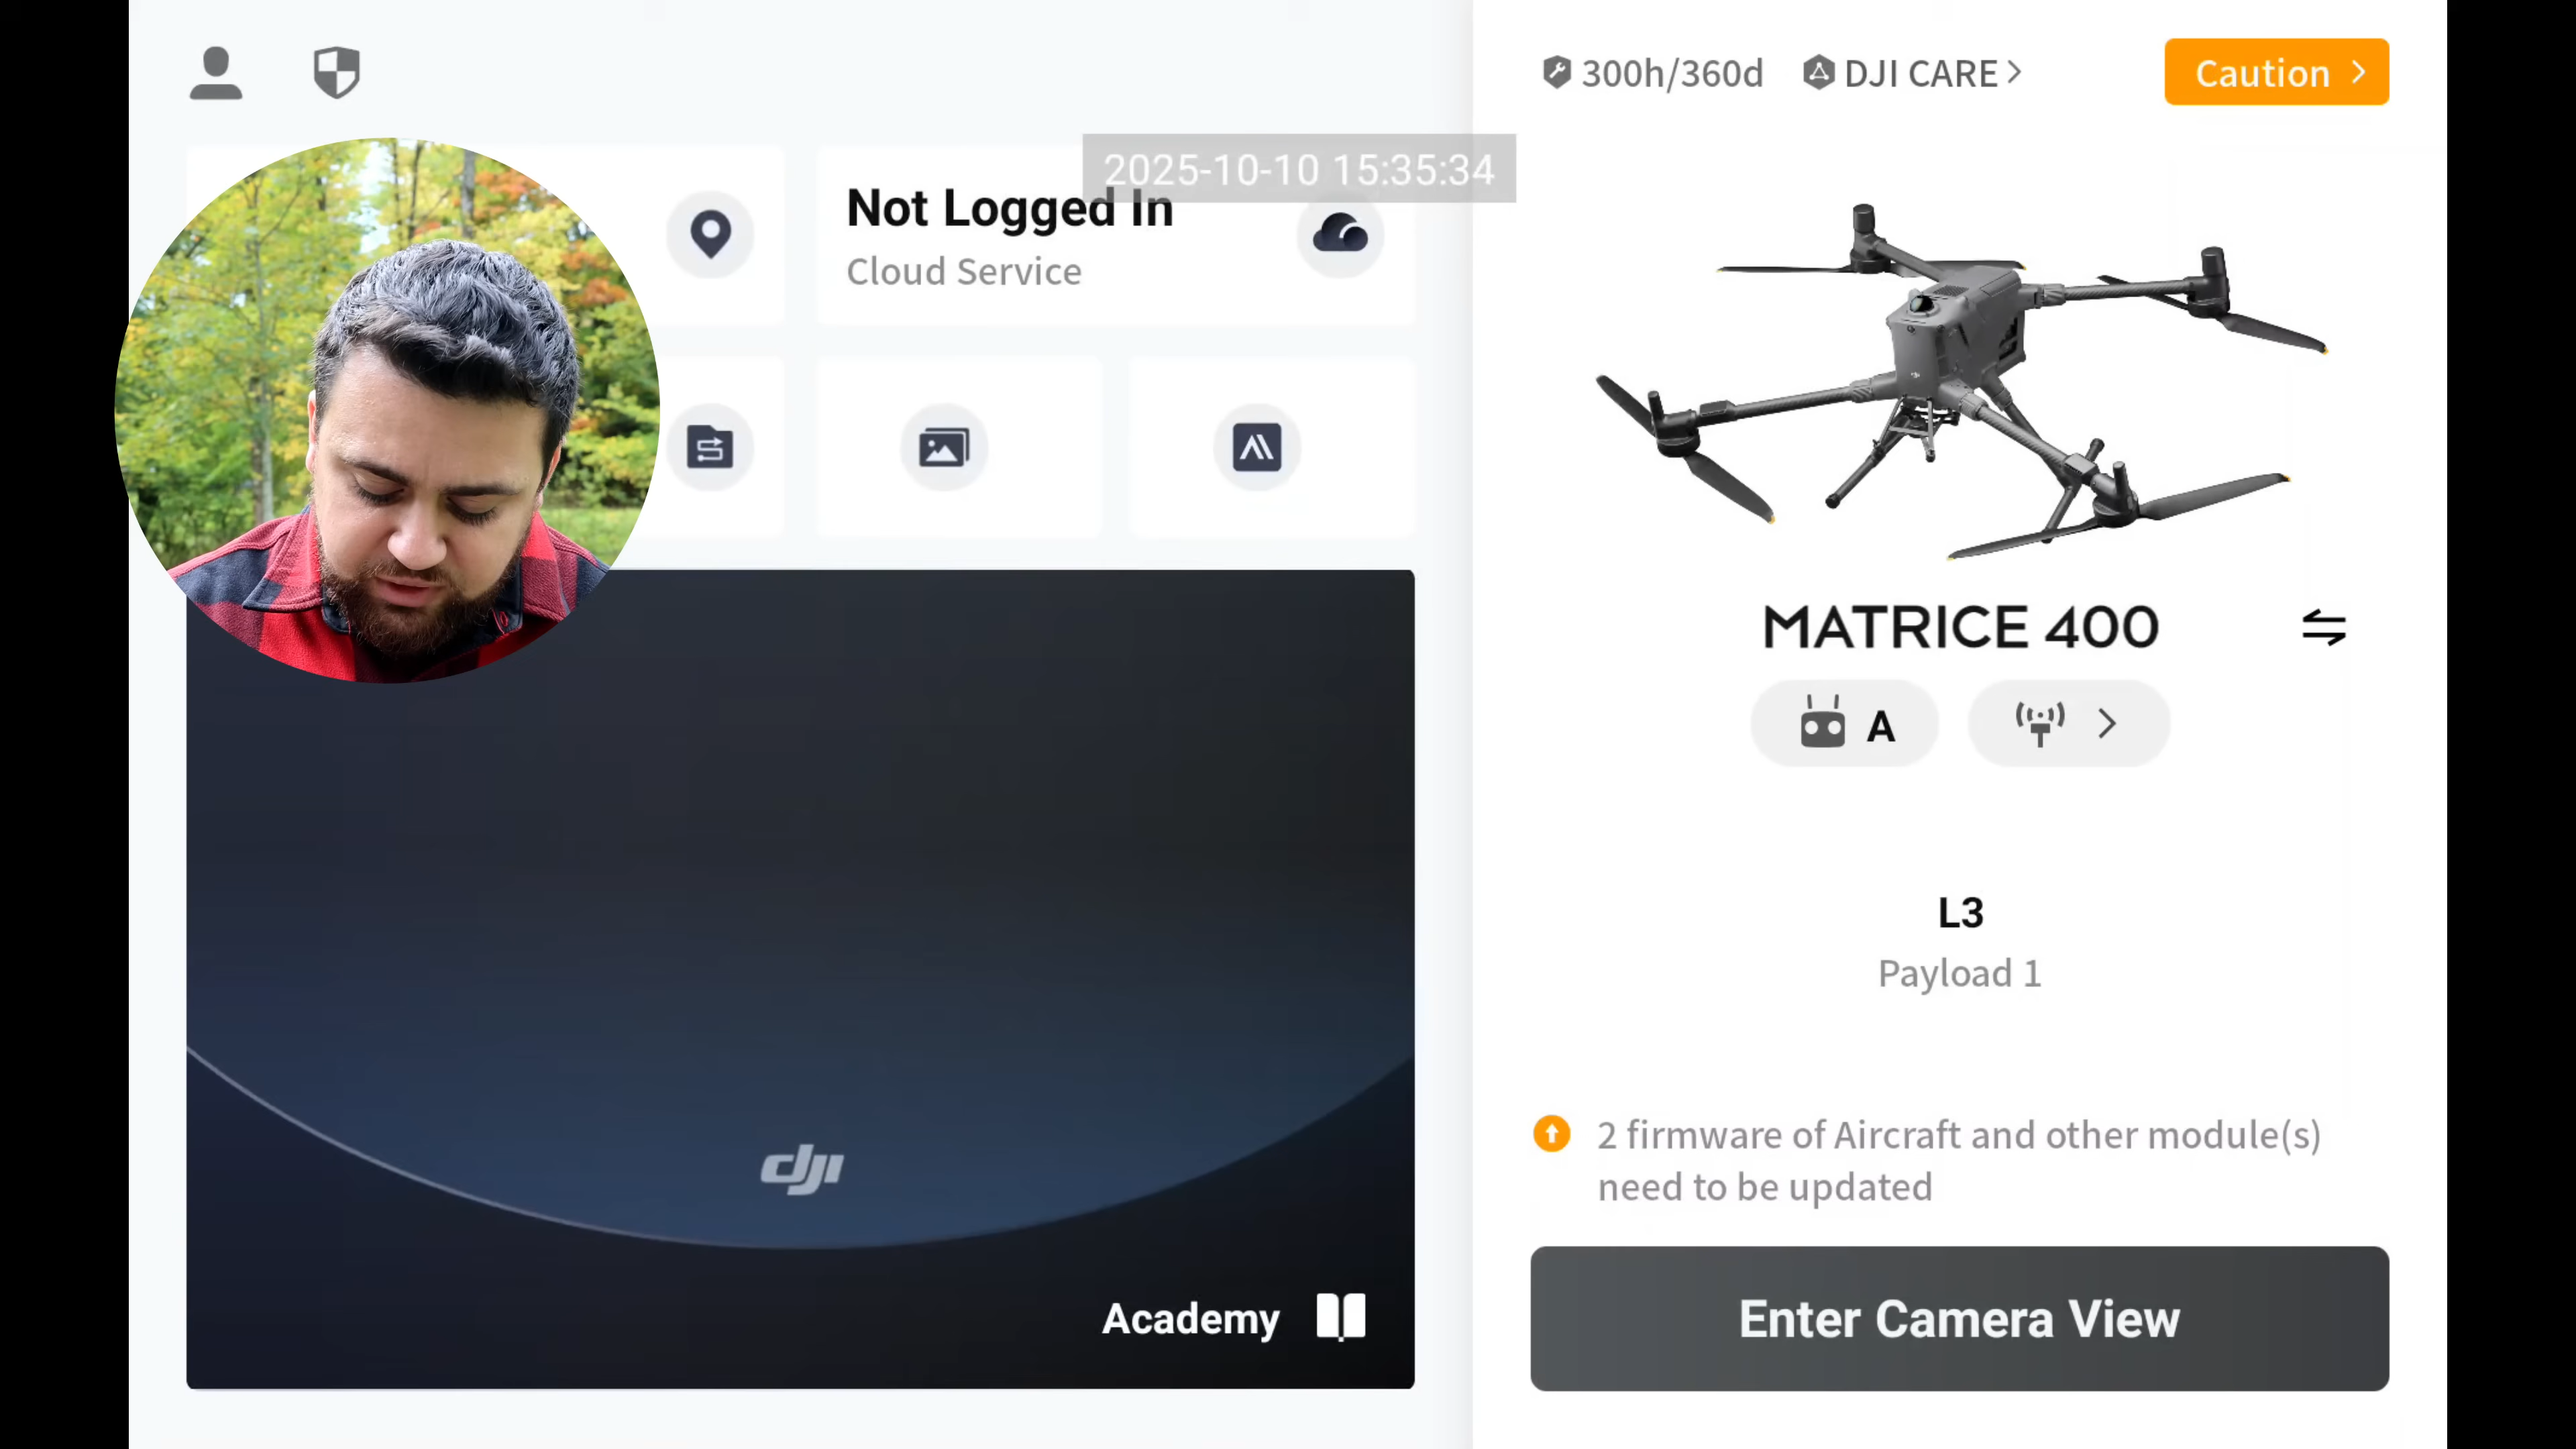 300h/360d
DJI CARE
Caution
2025-10-10 15:35:34
Not Logged In
Cloud Service
MATRICE 400
A
L3
Payload 1
2 firmware of Aircraft and other module(s)
need to be updated
dji
Academy
Enter Camera View